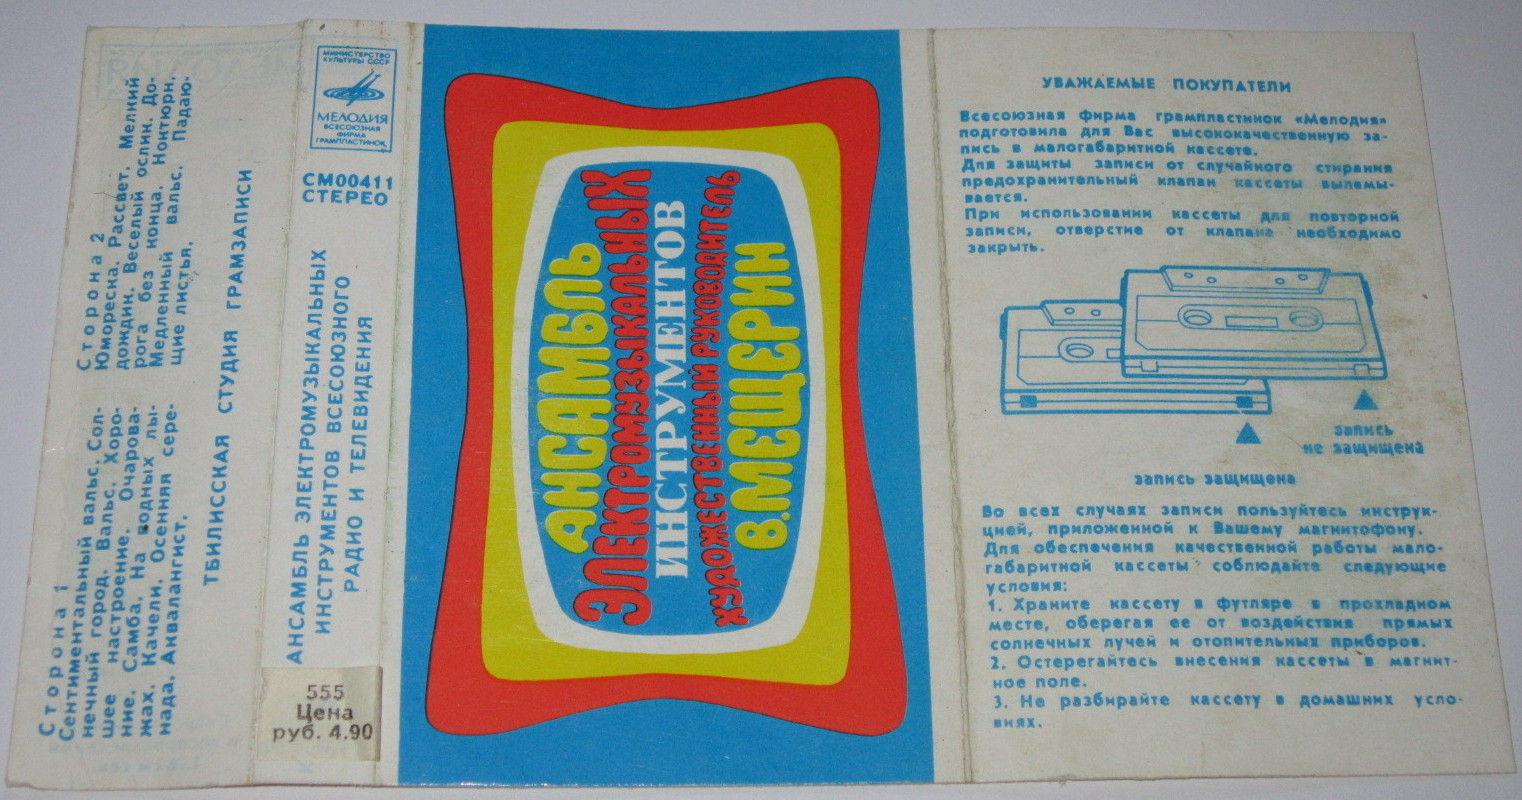 Сторона 1
Сентиментальный вальс. Сол-
нечный город. Вальс. Хоро-
шее настроение. Очарова-
ние. Самба. На водных лы-
жах. Качели. Осенняя сере-
нада. Аквалангист.
Сторона 2
Юмореска. Рассвет. Мелкий
дождик. Веселый ослик. До-
рога без конца. Ноктюрн.
Медленный вальс. Падаю-
щие листья.
ТБИЛИССКАЯ СТУДИЯ ГРАМЗАПИСИ
МИНИСТЕРСТВО
КУЛЬТУРЫ СССР
МЕЛОДИЯ
ВСЕСОЮЗНАЯ
ФИРМА
ГРАМПЛАСТИНОК
СМ00411
СТЕРЕО
АНСАМБЛЬ ЭЛЕКТРОМУЗЫКАЛЬНЫХ
ИНСТРУМЕНТОВ ВСЕСОЮЗНОГО
РАДИО И ТЕЛЕВИДЕНИЯ
555
Цена
руб. 4.90
АНСАМБЛЬ
ЭЛЕКТРОМУЗЫКАЛЬНЫХ
ИНСТРУМЕНТОВ
ХУДОЖЕСТВЕННЫЙ РУКОВОДИТЕЛЬ
В.МЕЩЕРИН
УВАЖАЕМЫЕ ПОКУПАТЕЛИ
Всесоюзная фирма грампластинок «Мелодия»
подготовила для Вас высококачественную за-
пись в малогабаритной кассете.
Для защиты записи от случайного стирания
предохранительный клапан кассеты выламы-
вается.
При использовании кассеты для повторной
записи, отверстие от клапана необходимо
закрыть.
запись
не защищена
запись защищена
Во всех случаях записи пользуйтесь инструк-
цией, приложенной к Вашему магнитофону.
Для обеспечения качественной работы мало-
габаритной кассеты соблюдайте следующие
условия:
1. Храните кассету в футляре в прохладном
месте, оберегая ее от воздействия прямых
солнечных лучей и отопительных приборов.
2. Остерегайтесь внесения кассеты в магнит-
ное поле.
3. Не разбирайте кассету в домашних усло-
виях.